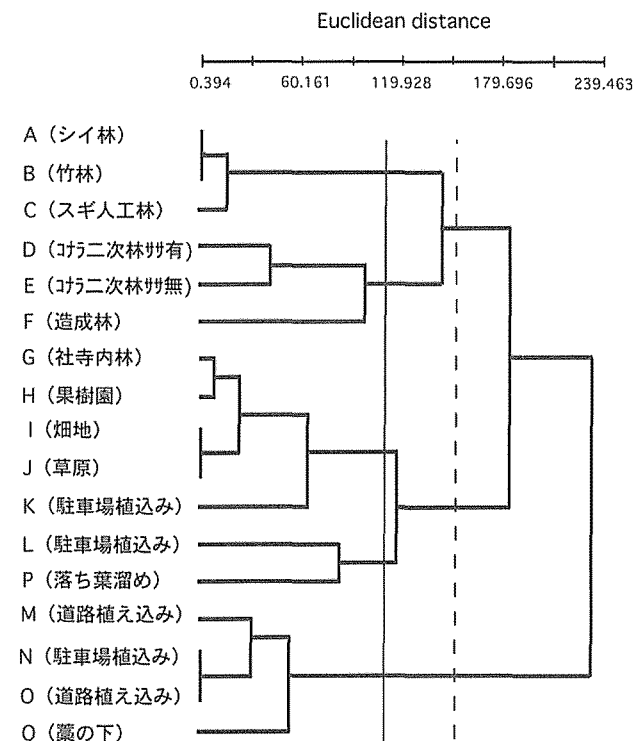 Euclidean distance
0.394 60.161 119.928 179.696 239.463
A (シイ林)
B (竹林)
C (スギ人工林)
D (ｺﾅﾗ二次林ｻｻ有)
E (ｺﾅﾗ二次林ｻｻ無)
F (造成林)
G (社寺内林)
H (果樹園)
I (畑地)
J (草原)
K (駐車場植込み)
L (駐車場植込み)
P (落ち葉溜め)
M (道路植え込み)
N (駐車場植込み)
O (道路植え込み)
Q (藁の下)